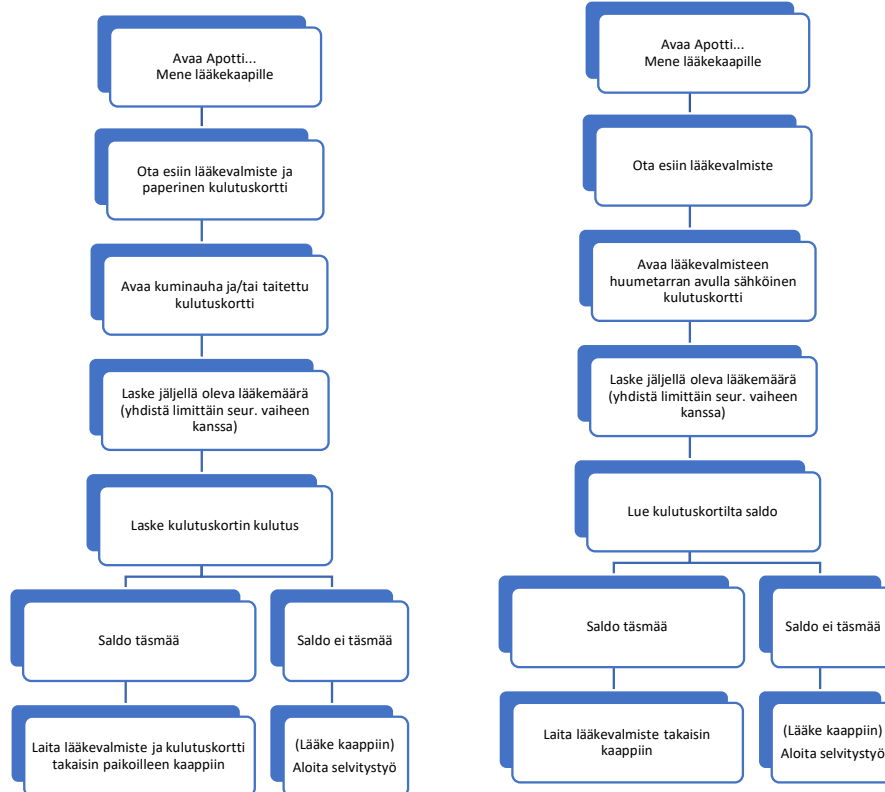 Avaa Apotti...
Mene lääkekaapille
Ota esiin lääkevalmiste ja
paperinen kulutuskortti
Avaa kuminauha ja/tai taitettu
kulutuskortti
Laske jäljellä oleva lääkemäärä
(yhdistä limittäin seur. vaiheen
kanssa)
Laske kulutuskortin kulutus
Saldo täsmää
Saldo ei täsmää
Laita lääkevalmiste ja kulutuskortti
takaisin paikoilleen kaappiin
(Lääke kaappiin)
Aloita selvitystyö
Avaa Apotti...
Mene lääkekaapille
Ota esiin lääkevalmiste
Avaa lääkevalmisteen
huumetarran avulla sähköinen
kulutuskortti
Laske jäljellä oleva lääkemäärä
(yhdistä limittäin seur. vaiheen
kanssa)
Lue kulutuskortilta saldo
Saldo täsmää
Saldo ei täsmää
Laita lääkevalmiste takaisin
kaappiin
(Lääke kaappiin)
Aloita selvitystyö